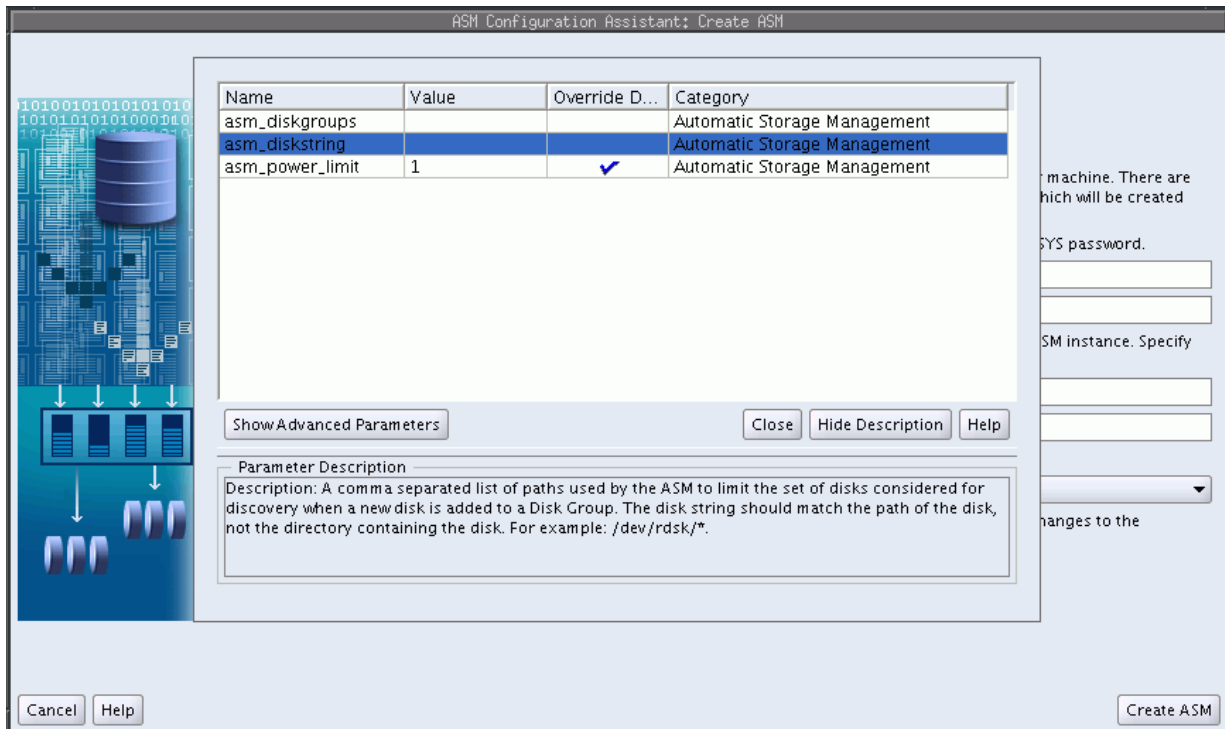 ASM Configuration Assistant: Create ASM
Name Value Override D... Category
asm_diskgroups Automatic Storage Management
asm_diskstring Automatic Storage Management
asm_power_limit 1 Automatic Storage Management
machine. There are
hich will be created
SYS password.
SM instance. Specify
Show Advanced Parameters Close Hide Description Help
Parameter Description
Description: A comma separated list of paths used by the ASM to limit the set of disks considered for
discovery when a new disk is added to a Disk Group. The disk string should match the path of the disk,
not the directory containing the disk. For example: /dev/rdsk/*.
hanges to the
Cancel Help Create ASM